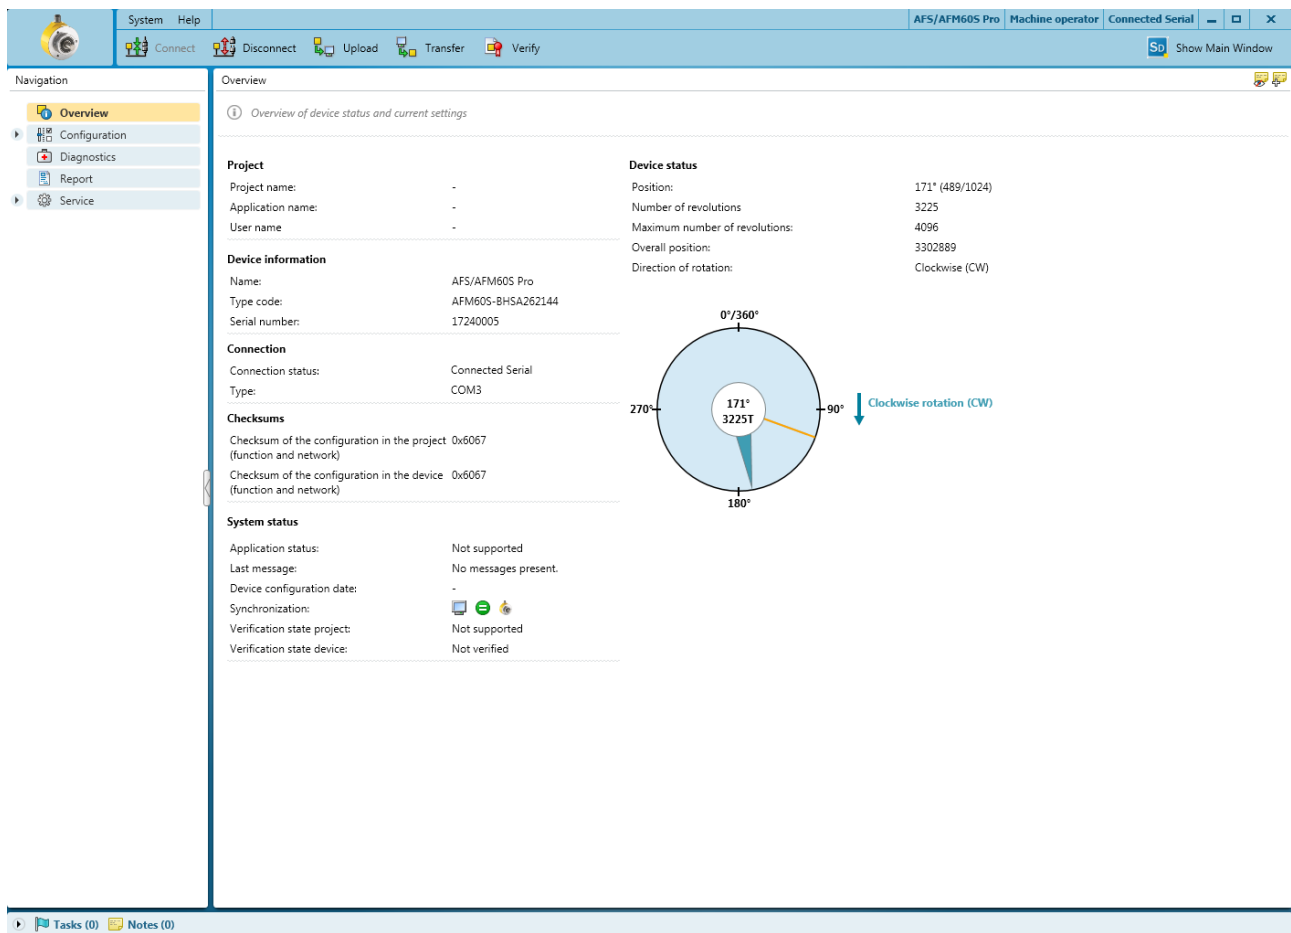 System Help
AFS/AFM60S Pro Machine operator Connected Serial
Connect Disconnect Upload Transfer Verify
SD Show Main Window
Navigation
Overview
Configuration
Diagnostics
Report
Service
Overview
Overview of device status and current settings
Project
Project name: -
Application name: -
User name -
Device information
Name: AFS/AFM60S Pro
Type code: AFM60S-BHSA262144
Serial number: 17240005
Connection
Connection status: Connected Serial
Type: COM3
Checksums
Checksum of the configuration in the project 0x6067
(function and network)
Checksum of the configuration in the device 0x6067
(function and network)
System status
Application status: Not supported
Last message: No messages present.
Device configuration date: -
Synchronization:
Verification state project: Not supported
Verification state device: Not verified
Device status
Position: 171° (489/1024)
Number of revolutions 3225
Maximum number of revolutions: 4096
Overall position: 3302889
Direction of rotation: Clockwise (CW)
0°/360°
270° 171° 90° Clockwise rotation (CW)
3225T
180°
Tasks (0) Notes (0)